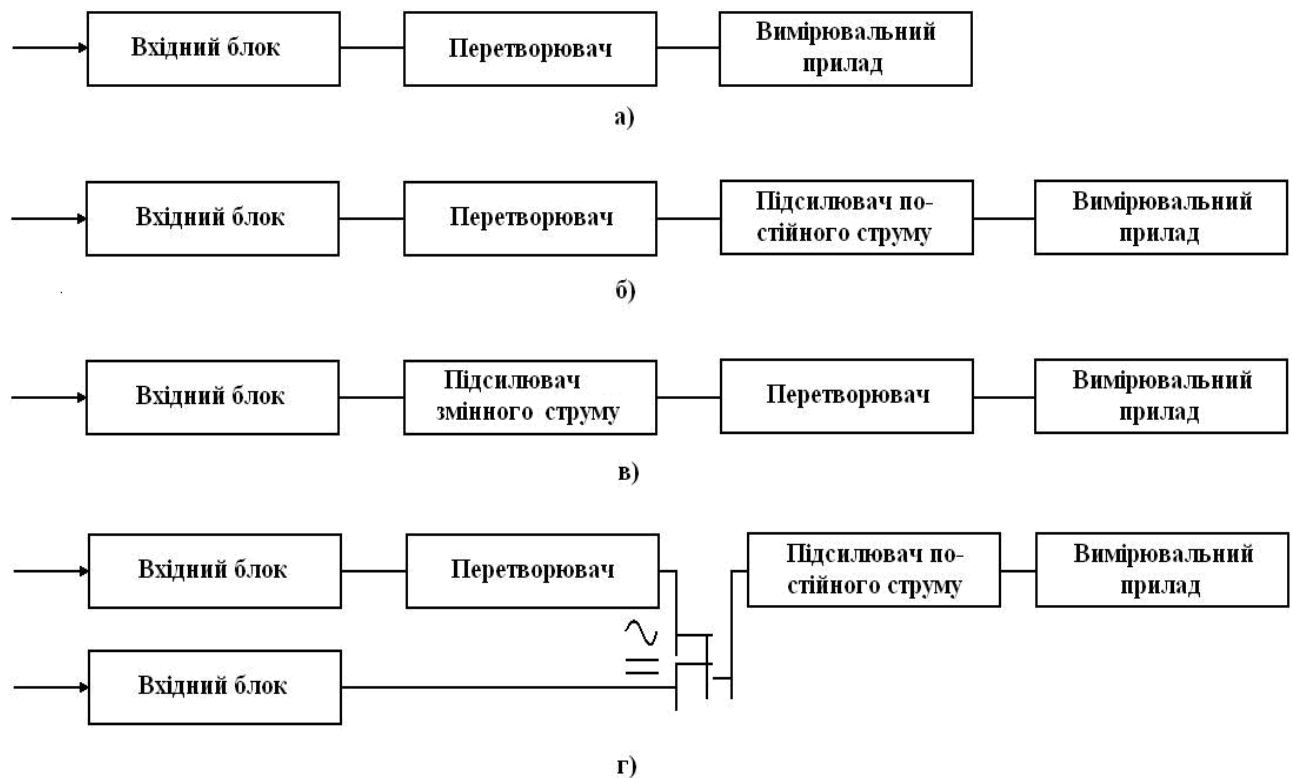 Вхідний блок
Перетворювач
Вимірювальний
прилад
а)
Вхідний блок
Перетворювач
Підсилювач по-
стійного струму
Вимірювальний
прилад
б)
Вхідний блок
Підсилювач
змінного струму
Перетворювач
Вимірювальний
прилад
в)
Вхідний блок
Перетворювач
Підсилювач по-
стійного струму
Вимірювальний
прилад
Вхідний блок
г)